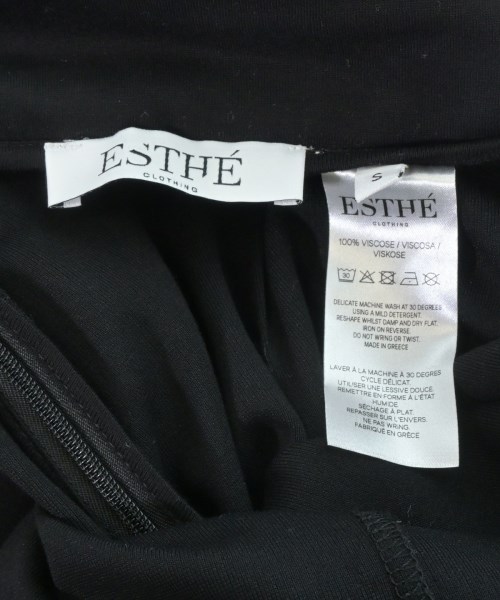 ESTHÉ
CLOTHING
S
ESTHÉ
CLOTHING
100% VISCOSE / VISCOSA /
VISKOSE
30
DELICATE MACHINE WASH AT 30 DEGREES
USING A MILD DETERGENT.
RESHAPE WHILST DAMP AND DRY FLAT.
IRON ON REVERSE.
DO NOT WRING OR TWIST.
MADE IN GREECE
LAVER À LA MACHINE À 30 DEGRES
CYCLE DÉLICAT.
UTILISER UNE LESSIVE DOUCE.
REMETTRE EN FORME À L'ÉTAT
HUMIDE
SÉCHAGE À PLAT.
REPASSER SUR L'ENVERS.
NE PAS WRING.
FABRIQUÉ EN GRÈCE